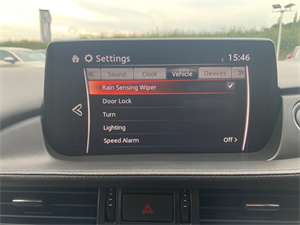 Settings 15:46
Sound Clock Vehicle Devices
Rain Sensing Wiper
Door Lock
Turn
Lighting
Speed Alarm Off